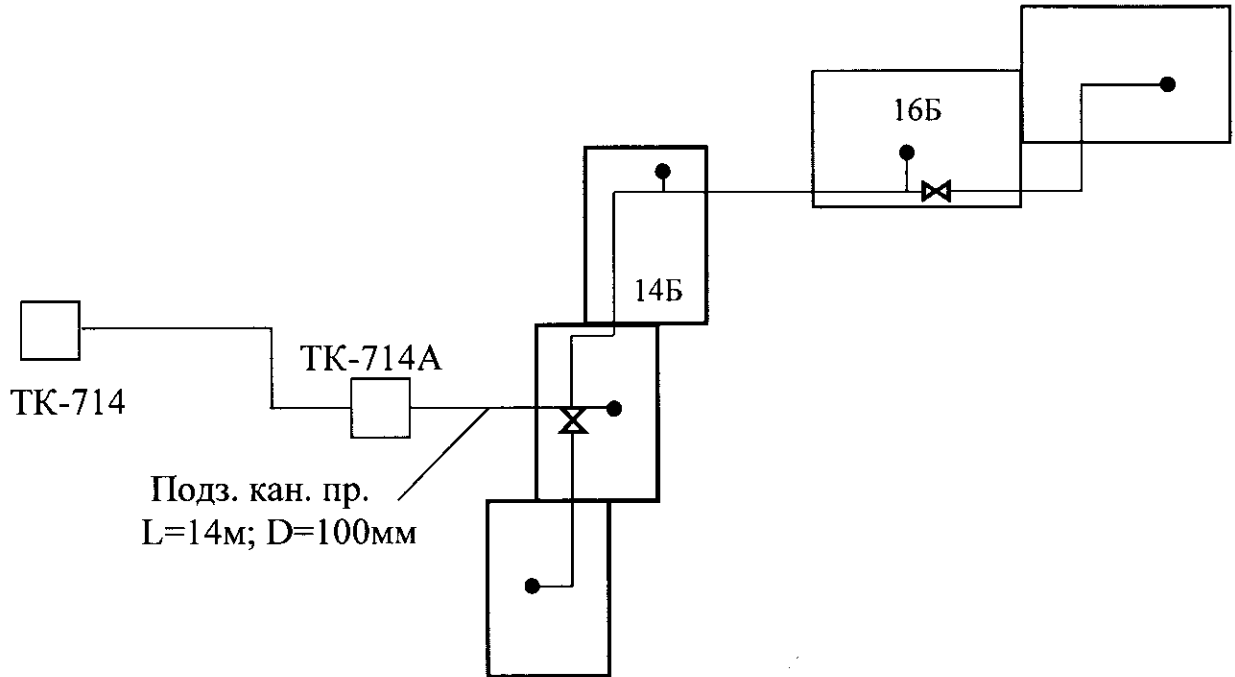 16Б
14Б
ТК-714А
ТК-714
Подз. кан. пр.
L=14м; D=100мм